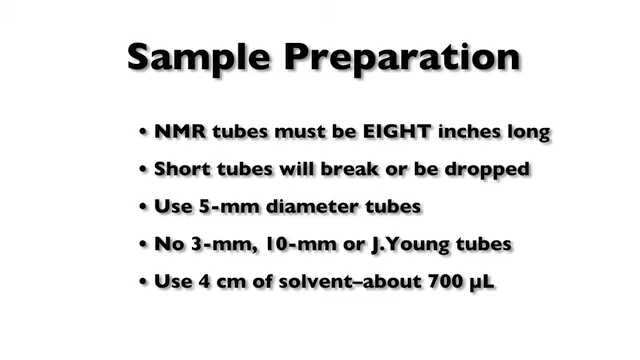 Sample Preparation
• NMR tubes must be EIGHT inches long
• Short tubes will break or be dropped
• Use 5-mm diameter tubes
• No 3-mm, 10-mm or J.Young tubes
• Use 4 cm of solvent–about 700 µL